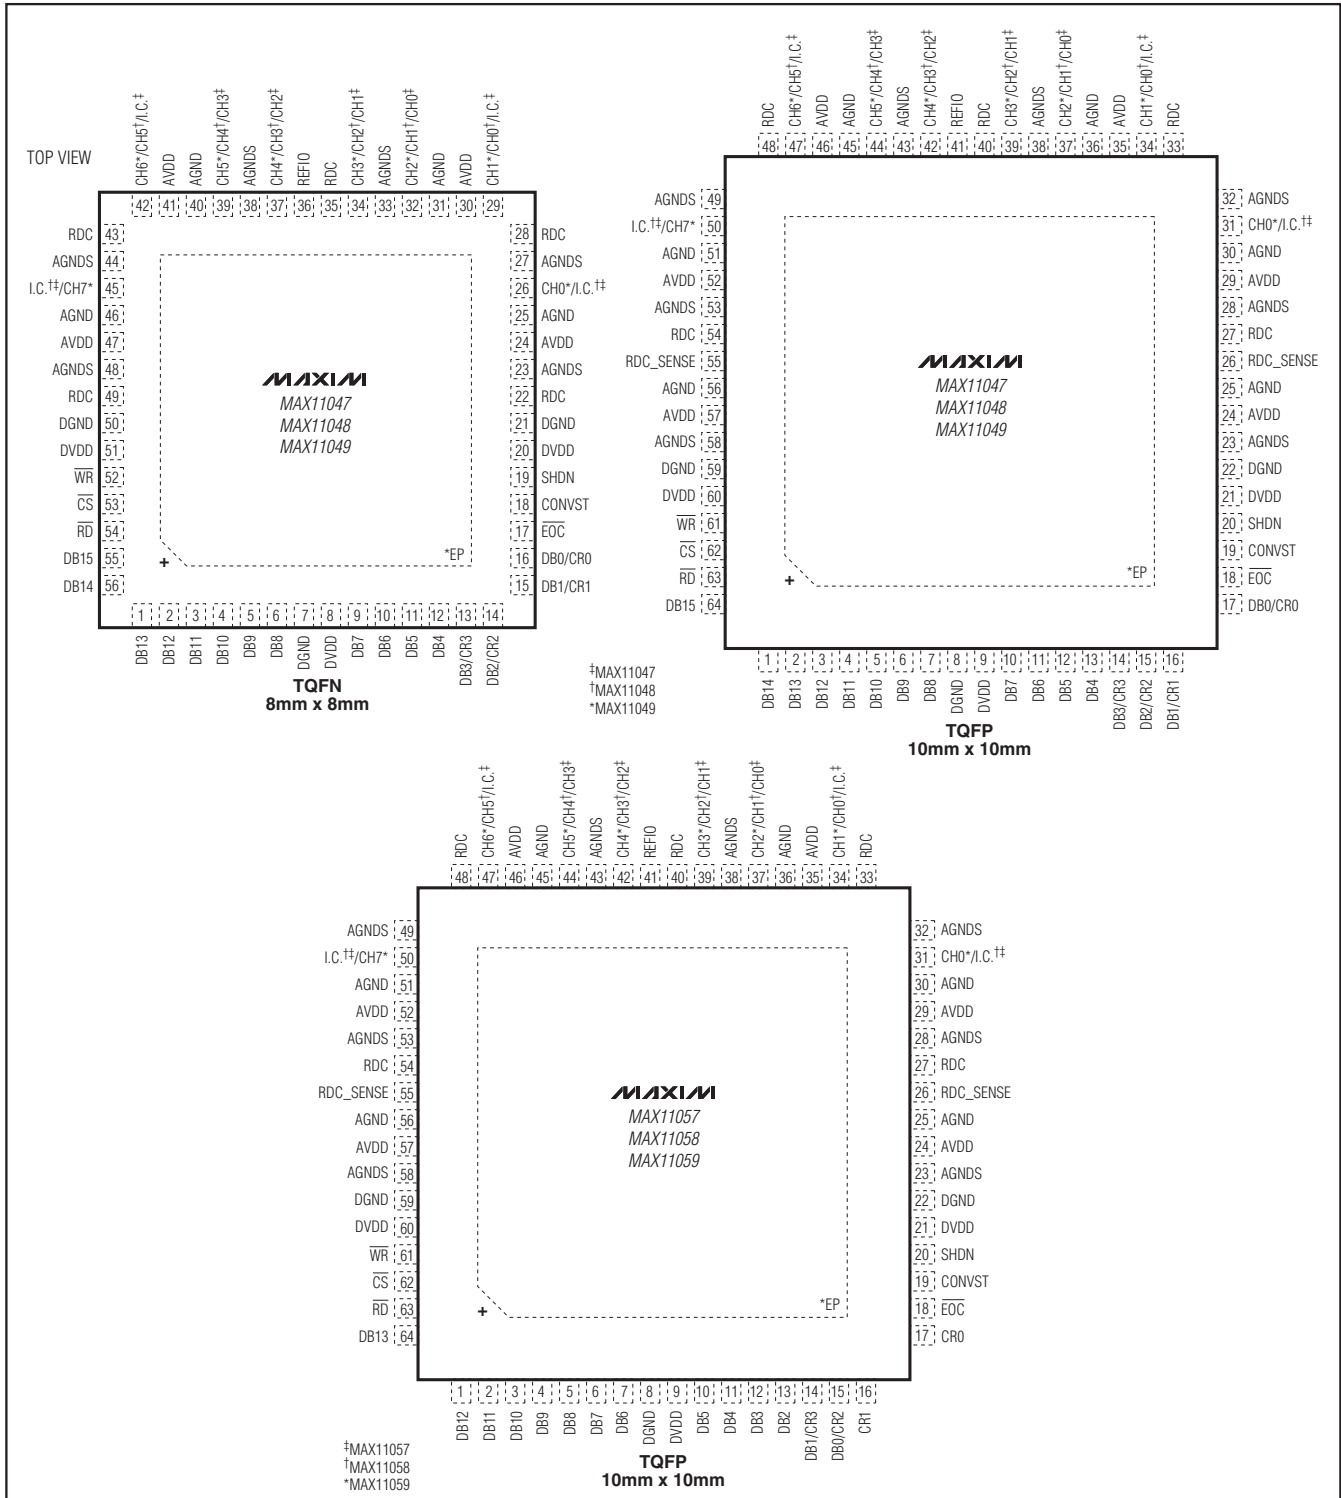 TOP VIEW
CH6*/CH5†/I.C.‡
AVDD
AGND
CH5*/CH4†/CH3‡
AGNDS
CH4*/CH3†/CH2‡
REFIO
RDC
CH3*/CH2†/CH1‡
AGNDS
CH2*/CH1†/CH0‡
AGND
AVDD
CH1*/CH0†/I.C.‡
42 41 40 39 38 37 36 35 34 33 32 31 30 29
RDC 43
AGNDS 44
I.C.†‡/CH7* 45
AGND 46
AVDD 47
AGNDS 48
RDC 49
DGND 50
DVDD 51
W̅R̅ 52
C̅S̅ 53
R̅D̅ 54
DB15 55
DB14 56
28 RDC
27 AGNDS
26 CH0*/I.C.†‡
25 AGND
24 AVDD
23 AGNDS
22 RDC
21 DGND
20 DVDD
19 SHDN
18 CONVST
17 E̅O̅C̅
16 DB0/CR0
15 DB1/CR1
MAXIM
MAX11047
MAX11048
MAX11049
*EP
+
1 2 3 4 5 6 7 8 9 10 11 12 13 14
DB13
DB12
DB11
DB10
DB9
DB8
DGND
DVDD
DB7
DB6
DB5
DB4
DB3/CR3
DB2/CR2
TQFN
8mm x 8mm
‡MAX11047
†MAX11048
*MAX11049
RDC
CH6*/CH5†/I.C.‡
AVDD
AGND
CH5*/CH4†/CH3‡
AGNDS
CH4*/CH3†/CH2‡
REFIO
RDC
CH3*/CH2†/CH1‡
AGNDS
CH2*/CH1†/CH0‡
AGND
AVDD
CH1*/CH0†/I.C.‡
RDC
48 47 46 45 44 43 42 41 40 39 38 37 36 35 34 33
AGNDS 49
I.C.†‡/CH7* 50
AGND 51
AVDD 52
AGNDS 53
RDC 54
RDC_SENSE 55
AGND 56
AVDD 57
AGNDS 58
DGND 59
DVDD 60
W̅R̅ 61
C̅S̅ 62
R̅D̅ 63
DB15 64
32 AGNDS
31 CH0*/I.C.†‡
30 AGND
29 AVDD
28 AGNDS
27 RDC
26 RDC_SENSE
25 AGND
24 AVDD
23 AGNDS
22 DGND
21 DVDD
20 SHDN
19 CONVST
18 E̅O̅C̅
17 DB0/CR0
MAXIM
MAX11047
MAX11048
MAX11049
*EP
+
1 2 3 4 5 6 7 8 9 10 11 12 13 14 15 16
DB14
DB13
DB12
DB11
DB10
DB9
DB8
DGND
DVDD
DB7
DB6
DB5
DB4
DB3/CR3
DB2/CR2
DB1/CR1
TQFP
10mm x 10mm
RDC
CH6*/CH5†/I.C.‡
AVDD
AGND
CH5*/CH4†/CH3‡
AGNDS
CH4*/CH3†/CH2‡
REFIO
RDC
CH3*/CH2†/CH1‡
AGNDS
CH2*/CH1†/CH0‡
AGND
AVDD
CH1*/CH0†/I.C.‡
RDC
48 47 46 45 44 43 42 41 40 39 38 37 36 35 34 33
AGNDS 49
I.C.†‡/CH7* 50
AGND 51
AVDD 52
AGNDS 53
RDC 54
RDC_SENSE 55
AGND 56
AVDD 57
AGNDS 58
DGND 59
DVDD 60
W̅R̅ 61
C̅S̅ 62
R̅D̅ 63
DB13 64
32 AGNDS
31 CH0*/I.C.†‡
30 AGND
29 AVDD
28 AGNDS
27 RDC
26 RDC_SENSE
25 AGND
24 AVDD
23 AGNDS
22 DGND
21 DVDD
20 SHDN
19 CONVST
18 E̅O̅C̅
17 CR0
MAXIM
MAX11057
MAX11058
MAX11059
*EP
+
1 2 3 4 5 6 7 8 9 10 11 12 13 14 15 16
DB12
DB11
DB10
DB9
DB8
DB7
DB6
DGND
DVDD
DB5
DB4
DB3
DB2
DB1/CR3
DB0/CR2
CR1
‡MAX11057
†MAX11058
*MAX11059
TQFP
10mm x 10mm